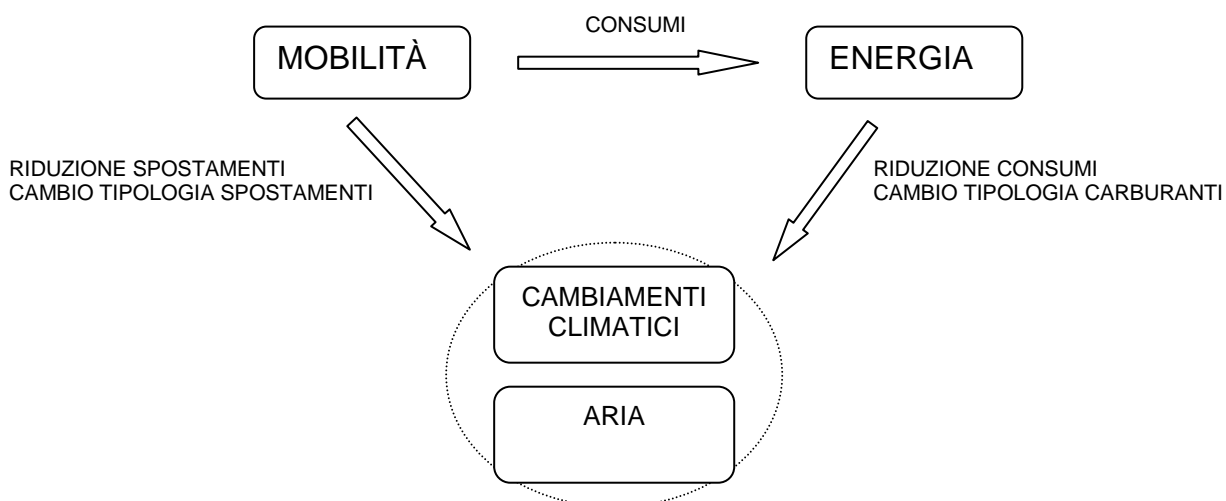 CONSUMI
MOBILITÀ
ENERGIA
RIDUZIONE SPOSTAMENTI
CAMBIO TIPOLOGIA SPOSTAMENTI
RIDUZIONE CONSUMI
CAMBIO TIPOLOGIA CARBURANTI
CAMBIAMENTI
CLIMATICI
ARIA